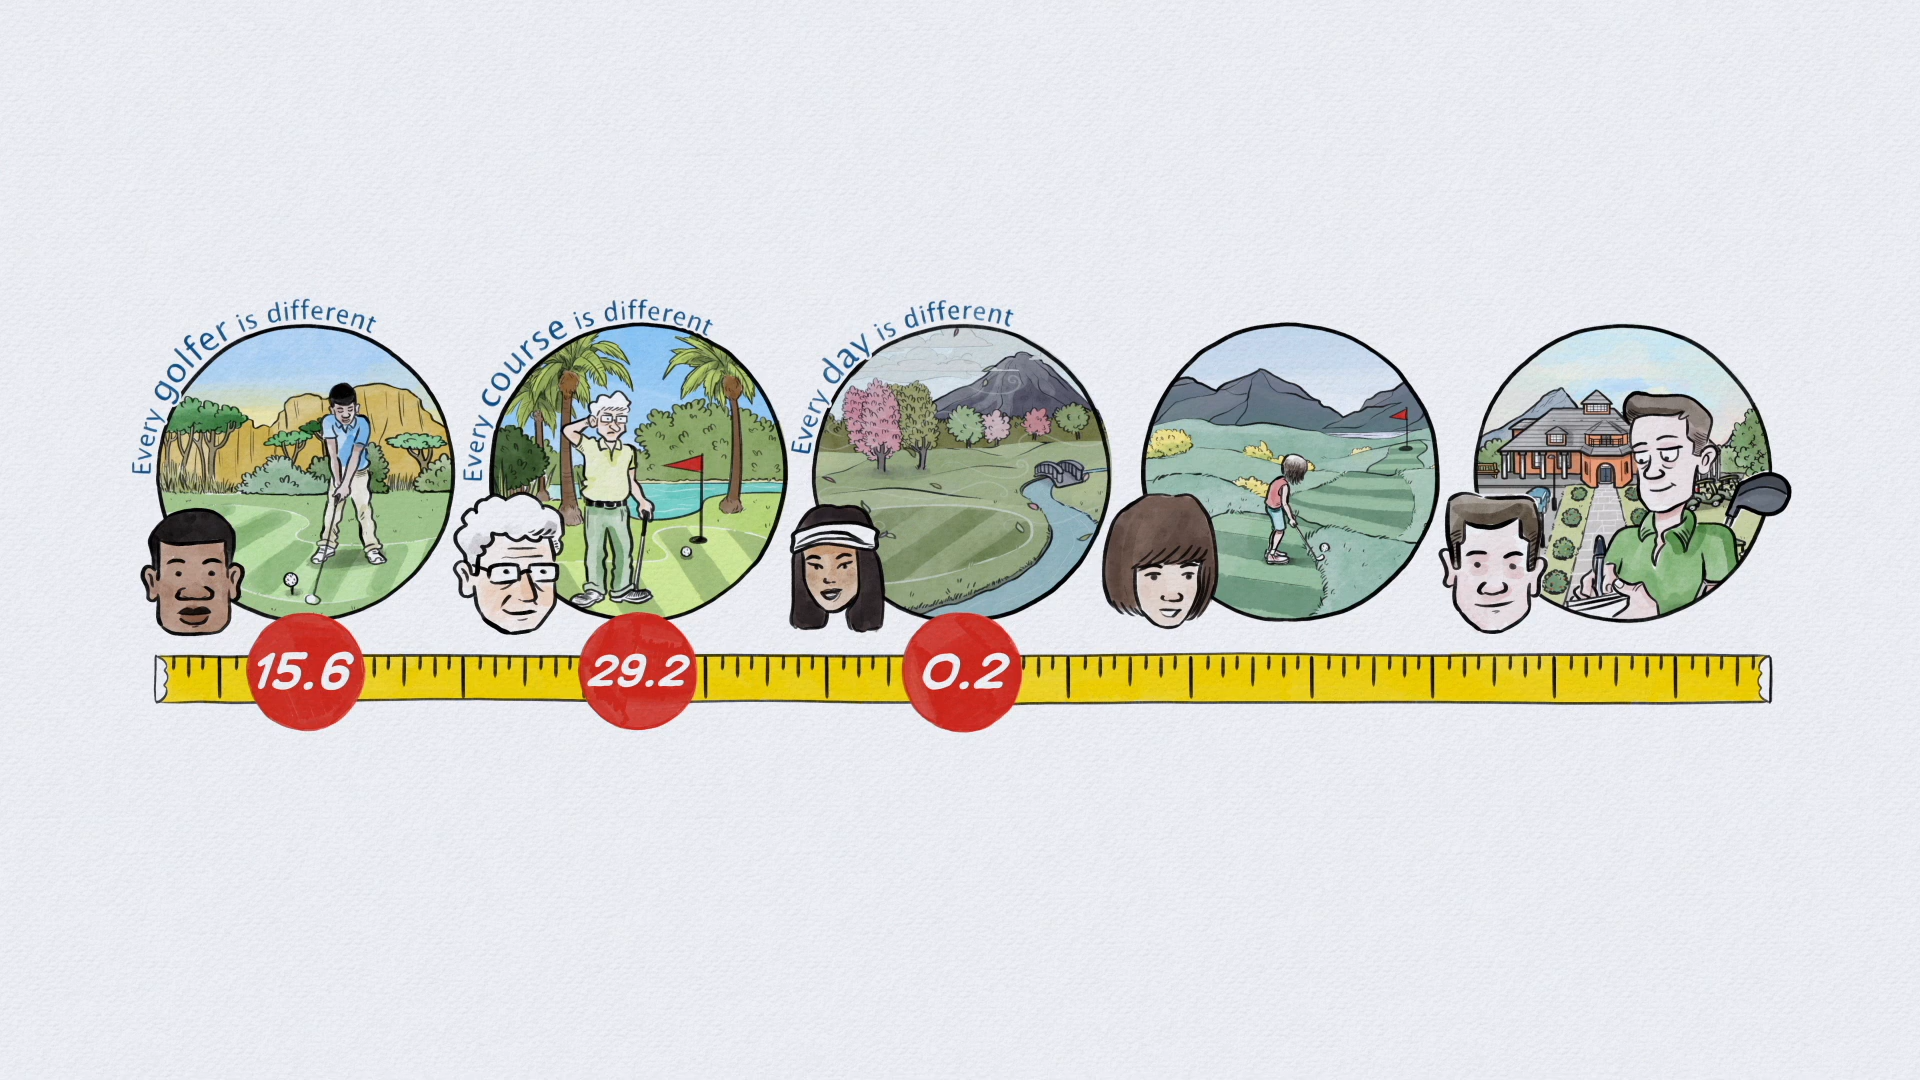 Every golfer is different
Every course is different
Every day is different
15.6
29.2
0.2